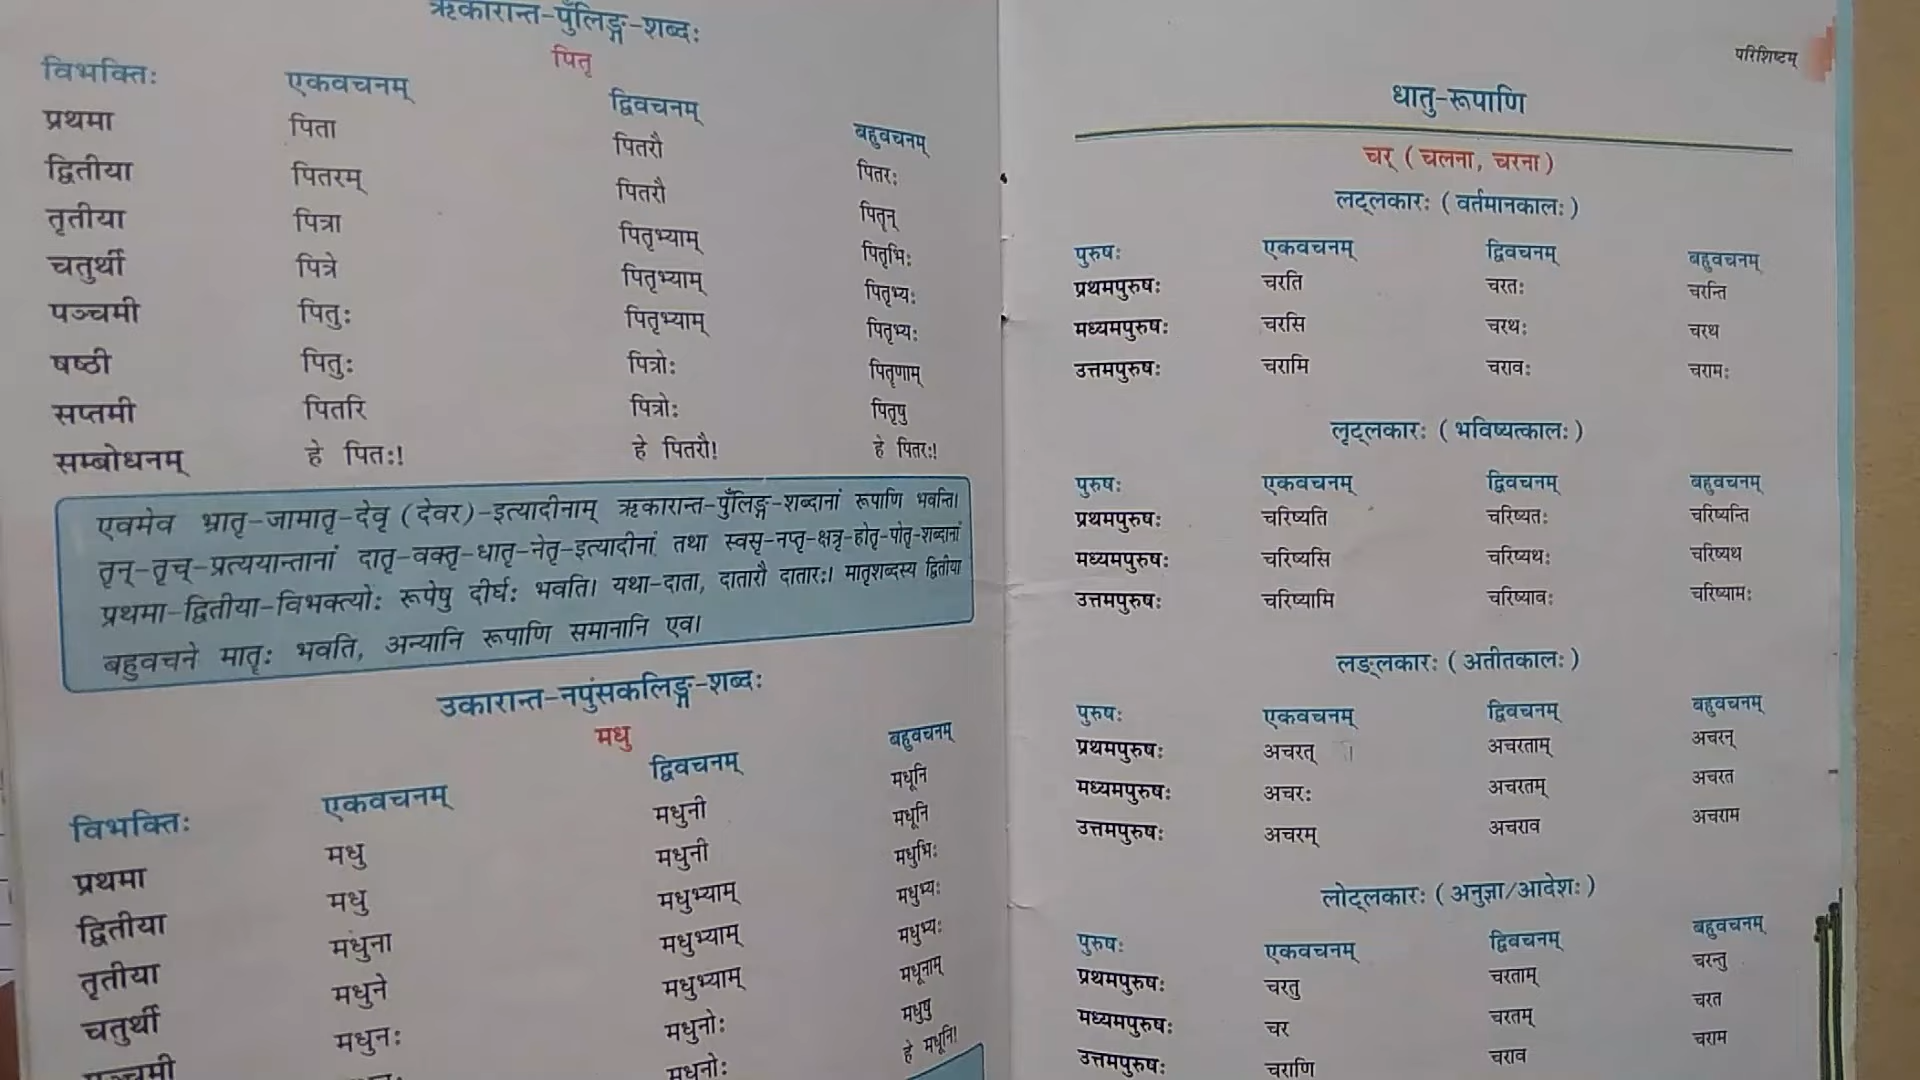 ऋकारान्त-पुँलिङ्ग-शब्दः
पितृ
विभक्तिः एकवचनम् द्विवचनम् बहुवचनम्
प्रथमा पिता पितरौ पितरः
द्वितीया पितरम् पितरौ पितॄन्
तृतीया पित्रा पितृभ्याम् पितृभिः
चतुर्थी पित्रे पितृभ्याम् पितृभ्यः
पञ्चमी पितुः पितृभ्याम् पितृभ्यः
षष्ठी पितुः पित्रोः पितॄणाम्
सप्तमी पितरि पित्रोः पितृषु
सम्बोधनम् हे पितः! हे पितरौ! हे पितरः!
एवमेव भ्रातृ-जामातृ-देवृ (देवर)-इत्यादीनाम् ऋकारान्त-पुँलिङ्ग-शब्दानां रूपाणि भवन्ति।
तृन्-तृच्-प्रत्ययान्तानां दातृ-वक्तृ-धातृ-नेतृ-इत्यादीनां तथा स्वसृ-नप्तृ-क्षत्रृ-होतृ-पोतृ-शब्दानां
प्रथमा-द्वितीया-विभक्त्योः रूपेषु दीर्घः भवति। यथा-दाता, दातारौ दातारः। मातृशब्दस्य द्वितीया
बहुवचने मातॄः भवति, अन्यानि रूपाणि समानानि एव।
उकारान्त-नपुंसकलिङ्ग-शब्दः
मधु
विभक्तिः एकवचनम् द्विवचनम् बहुवचनम्
प्रथमा मधु मधुनी मधूनि
द्वितीया मधु मधुनी मधूनि
तृतीया मधुना मधुभ्याम् मधुभिः
चतुर्थी मधुने मधुभ्याम् मधुभ्यः
पञ्चमी मधुनः मधुभ्याम् मधुभ्यः
मधुनोः मधूनाम्
मधुनोः मधुषु
हे मधूनि!
परिशिष्टम्
धातु-रूपाणि
चर् (चलना, चरना)
लट्लकारः (वर्तमानकालः)
पुरुषः एकवचनम् द्विवचनम् बहुवचनम्
प्रथमपुरुषः चरति चरतः चरन्ति
मध्यमपुरुषः चरसि चरथः चरथ
उत्तमपुरुषः चरामि चरावः चरामः
लृट्लकारः (भविष्यत्कालः)
पुरुषः एकवचनम् द्विवचनम् बहुवचनम्
प्रथमपुरुषः चरिष्यति चरिष्यतः चरिष्यन्ति
मध्यमपुरुषः चरिष्यसि चरिष्यथः चरिष्यथ
उत्तमपुरुषः चरिष्यामि चरिष्यावः चरिष्यामः
लङ्लकारः (अतीतकालः)
पुरुषः एकवचनम् द्विवचनम् बहुवचनम्
प्रथमपुरुषः अचरत् अचरताम् अचरन्
मध्यमपुरुषः अचरः अचरतम् अचरत
उत्तमपुरुषः अचरम् अचराव अचराम
लोट्लकारः (अनुज्ञा/आदेशः)
पुरुषः एकवचनम् द्विवचनम् बहुवचनम्
प्रथमपुरुषः चरतु चरताम् चरन्तु
मध्यमपुरुषः चर चरतम् चरत
उत्तमपुरुषः चराणि चराव चराम